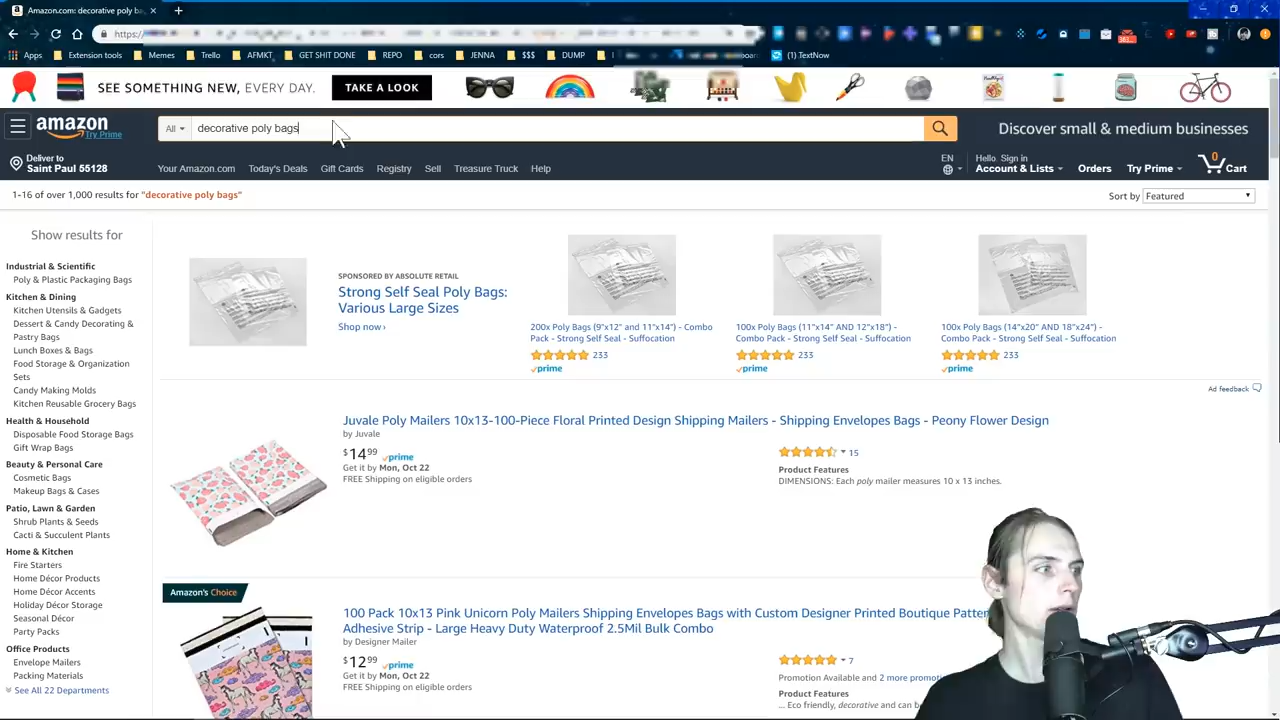 Amazon.com: decorative poly b
https://
Apps
Extension tools
Memes
Trello
AFMKT
GET SHIT DONE
REPO
cors
JENNA
$$$
DUMP
(1) TextNow
SEE SOMETHING NEW, EVERY DAY.
TAKE A LOOK
amazon
Try Prime
All
decorative poly bags
Discover small & medium businesses
Deliver to
Saint Paul 55128
Your Amazon.com
Today's Deals
Gift Cards
Registry
Sell
Treasure Truck
Help
EN
Hello. Sign in
Account & Lists
Orders
Try Prime
0
Cart
1-16 of over 1,000 results for "decorative poly bags"
Sort by
Featured
Show results for
Industrial & Scientific
Poly & Plastic Packaging Bags
Kitchen & Dining
Kitchen Utensils & Gadgets
Dessert & Candy Decorating &
Pastry Bags
Lunch Boxes & Bags
Food Storage & Organization
Sets
Candy Making Molds
Kitchen Reusable Grocery Bags
Health & Household
Disposable Food Storage Bags
Gift Wrap Bags
Beauty & Personal Care
Cosmetic Bags
Makeup Bags & Cases
Patio, Lawn & Garden
Shrub Plants & Seeds
Cacti & Succulent Plants
Home & Kitchen
Fire Starters
Home Décor Products
Home Décor Accents
Holiday Décor Storage
Seasonal Décor
Party Packs
Office Products
Envelope Mailers
Packing Materials
See All 22 Departments
SPONSORED BY ABSOLUTE RETAIL
Strong Self Seal Poly Bags:
Various Large Sizes
Shop now ›
200x Poly Bags (9"x12" and 11"x14") - Combo
Pack - Strong Self Seal - Suffocation
233
prime
100x Poly Bags (11"x14" AND 12"x18") -
Combo Pack - Strong Self Seal - Suffocation
233
prime
100x Poly Bags (14"x20" AND 18"x24") -
Combo Pack - Strong Self Seal - Suffocation
233
prime
Ad feedback
Juvale Poly Mailers 10x13-100-Piece Floral Printed Design Shipping Mailers - Shipping Envelopes Bags - Peony Flower Design
by Juvale
$14 99 prime
Get it by Mon, Oct 22
FREE Shipping on eligible orders
15
Product Features
DIMENSIONS: Each poly mailer measures 10 x 13 inches.
Amazon's Choice
100 Pack 10x13 Pink Unicorn Poly Mailers Shipping Envelopes Bags with Custom Designer Printed Boutique Patter
Adhesive Strip - Large Heavy Duty Waterproof 2.5Mil Bulk Combo
by Designer Mailer
$12 99 prime
Get it by Mon, Oct 22
FREE Shipping on eligible orders
7
Promotion Available and 2 more promoti
Product Features
... Eco friendly, decorative and can b